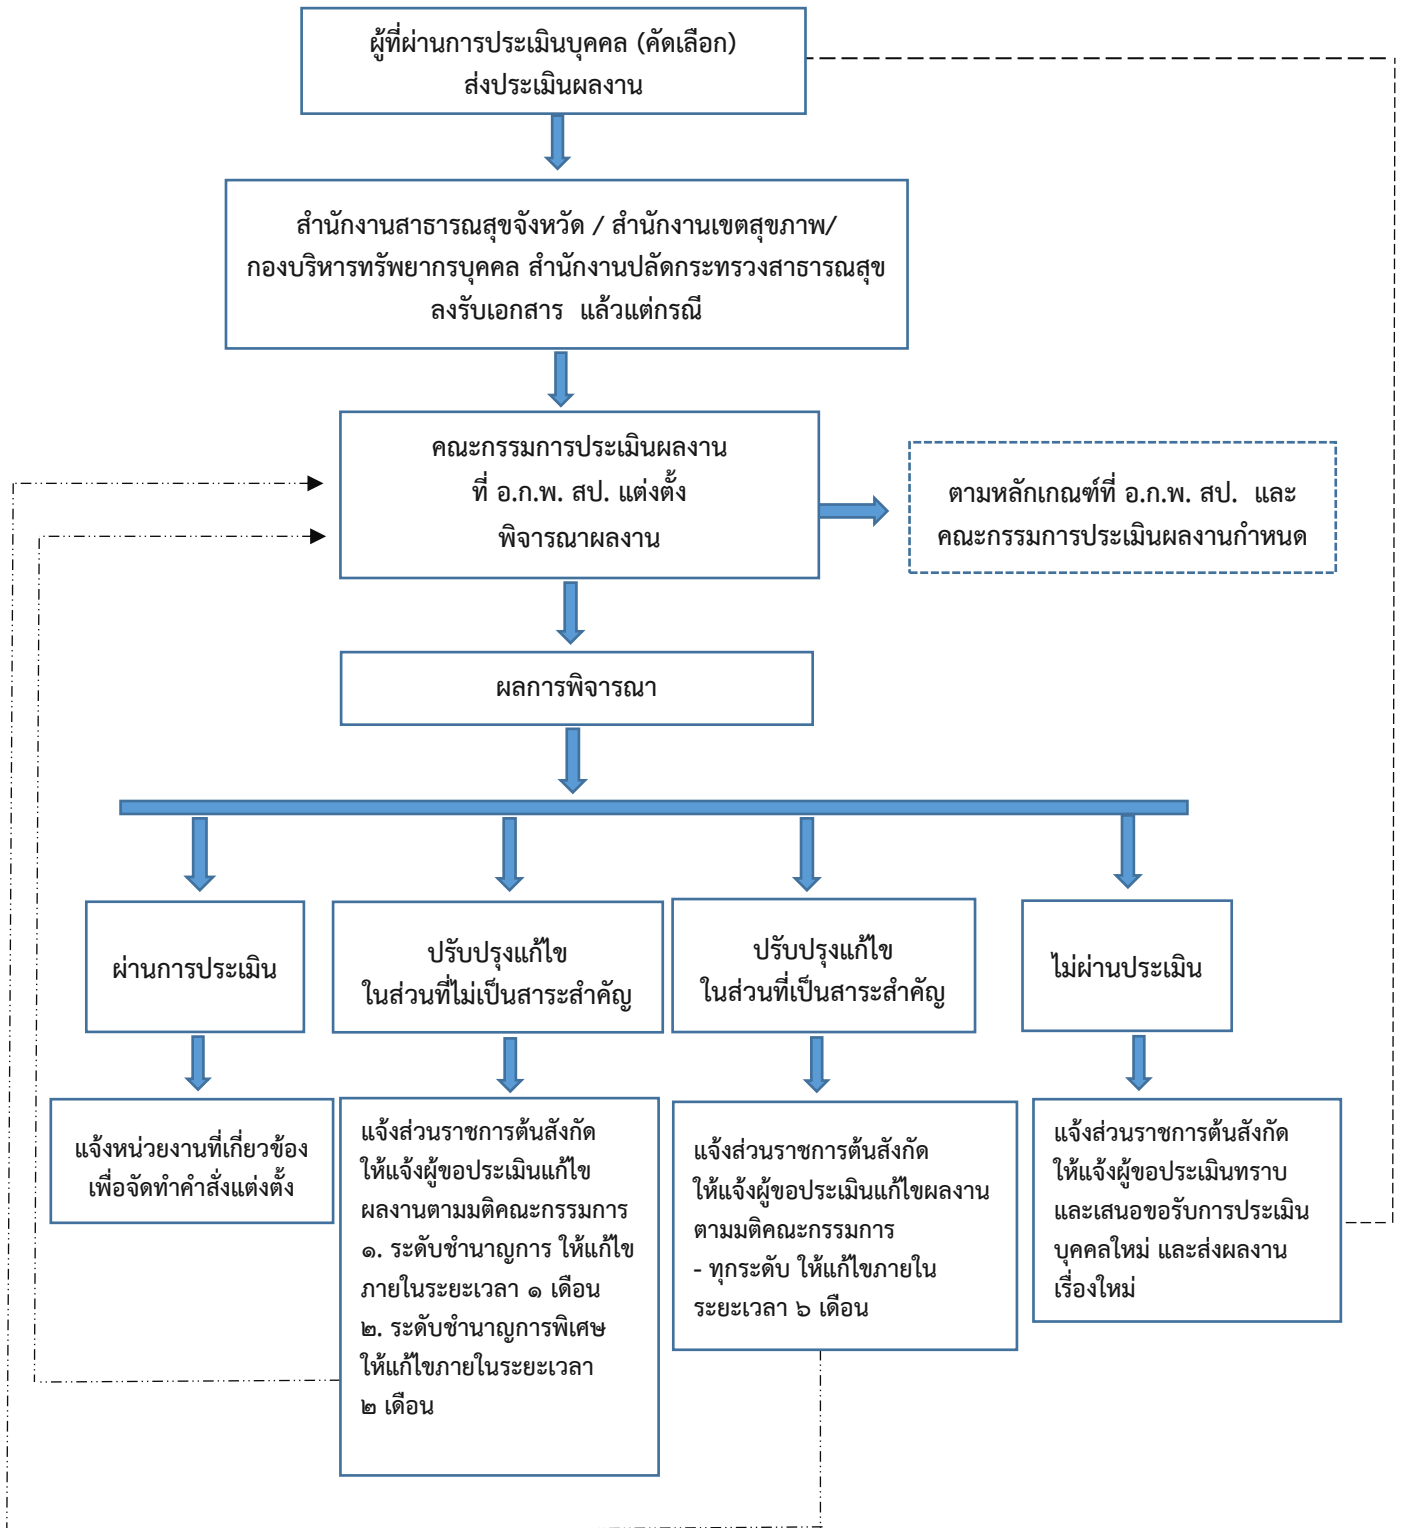 ผู้ที่ผ่านการประเมินบุคคล (คัดเลือก)
ส่งประเมินผลงาน
สำนักงานสาธารณสุขจังหวัด / สำนักงานเขตสุขภาพ/
กองบริหารทรัพยากรบุคคล สำนักงานปลัดกระทรวงสาธารณสุข
ลงรับเอกสาร แล้วแต่กรณี
คณะกรรมการประเมินผลงาน
ที่ อ.ก.พ. สป. แต่งตั้ง
พิจารณาผลงาน
ตามหลักเกณฑ์ที่ อ.ก.พ. สป. และ
คณะกรรมการประเมินผลงานกำหนด
ผลการพิจารณา
ผ่านการประเมิน
ปรับปรุงแก้ไข
ในส่วนที่ไม่เป็นสาระสำคัญ
ปรับปรุงแก้ไข
ในส่วนที่เป็นสาระสำคัญ
ไม่ผ่านประเมิน
แจ้งหน่วยงานที่เกี่ยวข้อง
เพื่อจัดทำคำสั่งแต่งตั้ง
แจ้งส่วนราชการต้นสังกัด
ให้แจ้งผู้ขอประเมินแก้ไข
ผลงานตามมติคณะกรรมการ
๑. ระดับชำนาญการ ให้แก้ไข
ภายในระยะเวลา ๑ เดือน
๒. ระดับชำนาญการพิเศษ
ให้แก้ไขภายในระยะเวลา
๒ เดือน
แจ้งส่วนราชการต้นสังกัด
ให้แจ้งผู้ขอประเมินแก้ไขผลงาน
ตามมติคณะกรรมการ
- ทุกระดับ ให้แก้ไขภายใน
ระยะเวลา ๖ เดือน
แจ้งส่วนราชการต้นสังกัด
ให้แจ้งผู้ขอประเมินทราบ
และเสนอขอรับการประเมิน
บุคคลใหม่ และส่งผลงาน
เรื่องใหม่